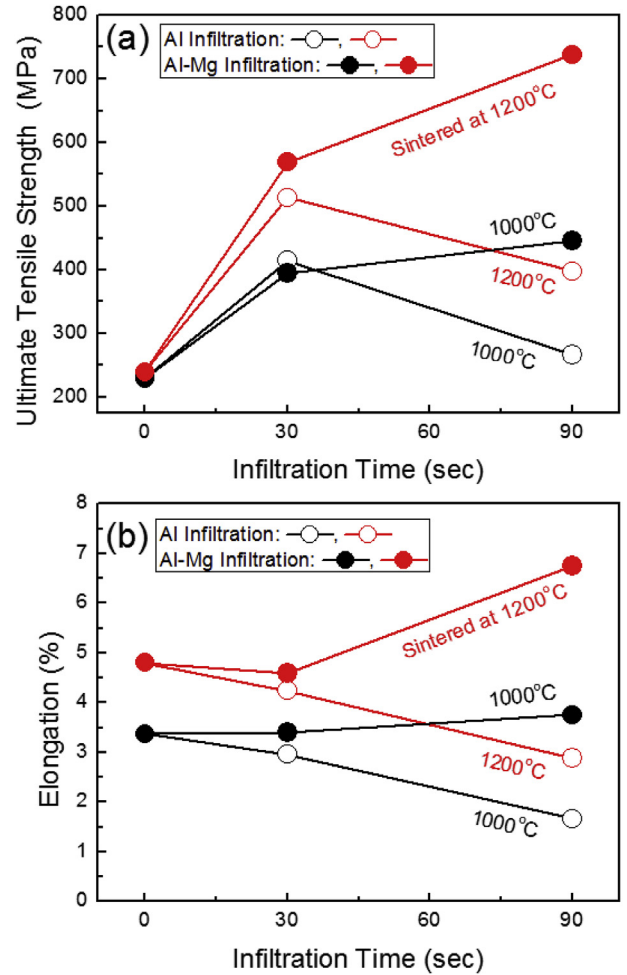 (a)
Al Infiltration: , 
Al-Mg Infiltration: , 
800
700
600
500
400
300
200
Ultimate Tensile Strength (MPa)
Sintered at 1200°C
1000°C
1200°C
1000°C
0 30 60 90
Infiltration Time (sec)
(b)
Al Infiltration: , 
Al-Mg Infiltration: , 
8
7
6
5
4
3
2
1
0
Elongation (%)
Sintered at 1200°C
1000°C
1200°C
1000°C
0 30 60 90
Infiltration Time (sec)